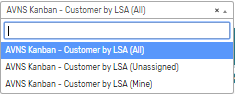 AVNS Kanban - Customer by LSA (All)
AVNS Kanban - Customer by LSA (All)
AVNS Kanban - Customer by LSA (Unassigned)
AVNS Kanban - Customer by LSA (Mine)